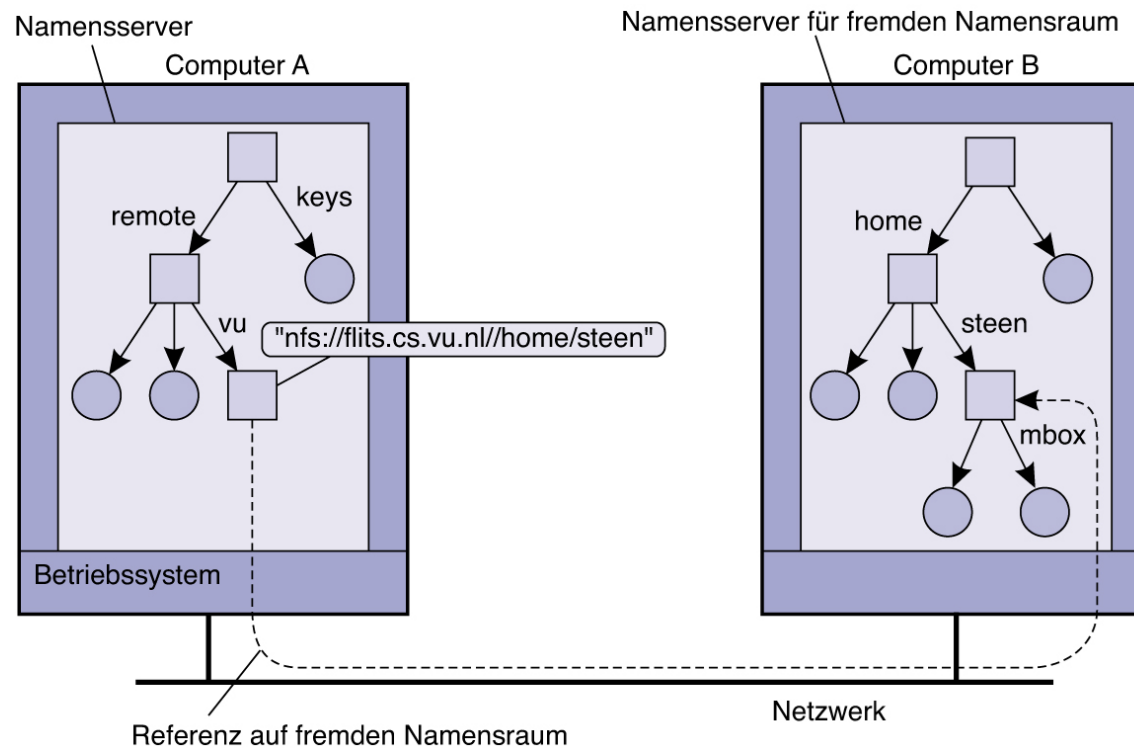 Namensserver
Namensserver für fremden Namensraum
Computer A
Computer B
keys
remote
home
vu
steen
"nfs://flits.cs.vu.nl//home/steen"
mbox
Betriebssystem
Netzwerk
Referenz auf fremden Namensraum